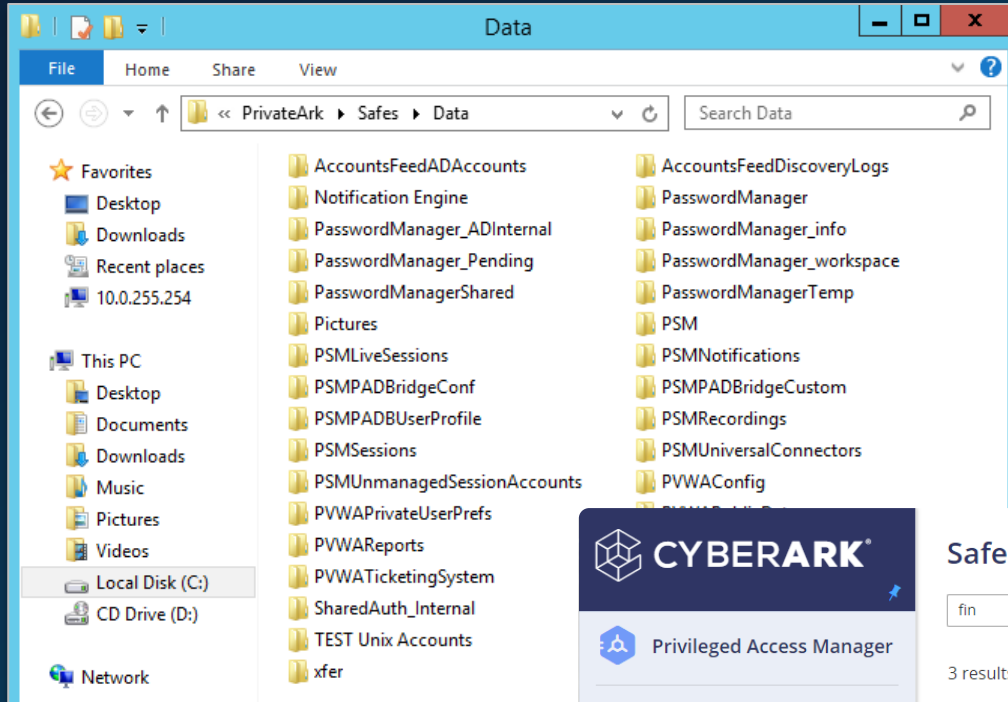 Data
File Home Share View
« PrivateArk Safes Data
Search Data
Favorites
Desktop
Downloads
Recent places
10.0.255.254
This PC
Desktop
Documents
Downloads
Music
Pictures
Videos
Local Disk (C:)
CD Drive (D:)
Network
AccountsFeedADAccounts
Notification Engine
PasswordManager_ADInternal
PasswordManager_Pending
PasswordManagerShared
Pictures
PSMLiveSessions
PSMPADBridgeConf
PSMPADBUserProfile
PSMSessions
PSMUnmanagedSessionAccounts
PVWAPrivateUserPrefs
PVWAReports
PVWATicketingSystem
SharedAuth_Internal
TEST Unix Accounts
xfer
AccountsFeedDiscoveryLogs
PasswordManager
PasswordManager_info
PasswordManager_workspace
PasswordManagerTemp
PSM
PSMNotifications
PSMPADBridgeCustom
PSMRecordings
PSMUniversalConnectors
PVWAConfig
CYBERARK®
Privileged Access Manager
Safe
fin
3 result